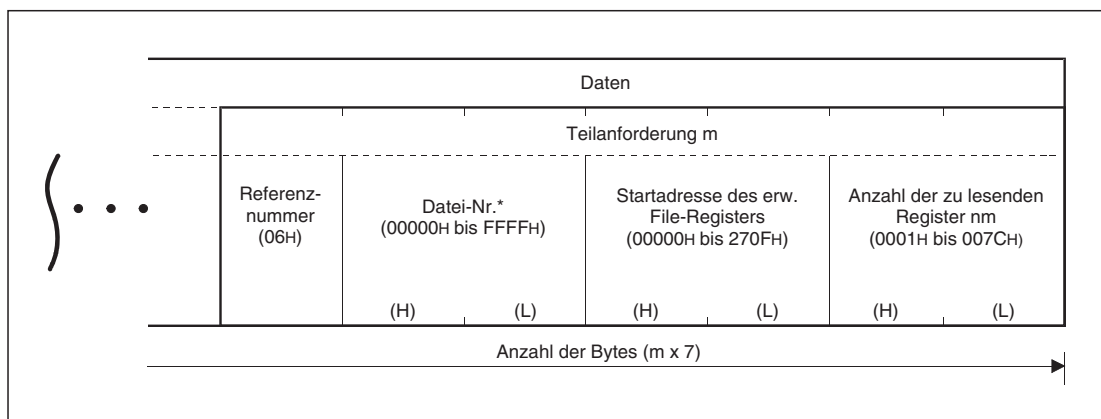 Daten
Teilanforderung m
Referenz-
nummer
(06H)
Datei-Nr.*
(00000H bis FFFFH)
(H) (L)
Startadresse des erw.
File-Registers
(00000H bis 270FH)
(H) (L)
Anzahl der zu lesenden
Register nm
(0001H bis 007CH)
(H) (L)
Anzahl der Bytes (m x 7)